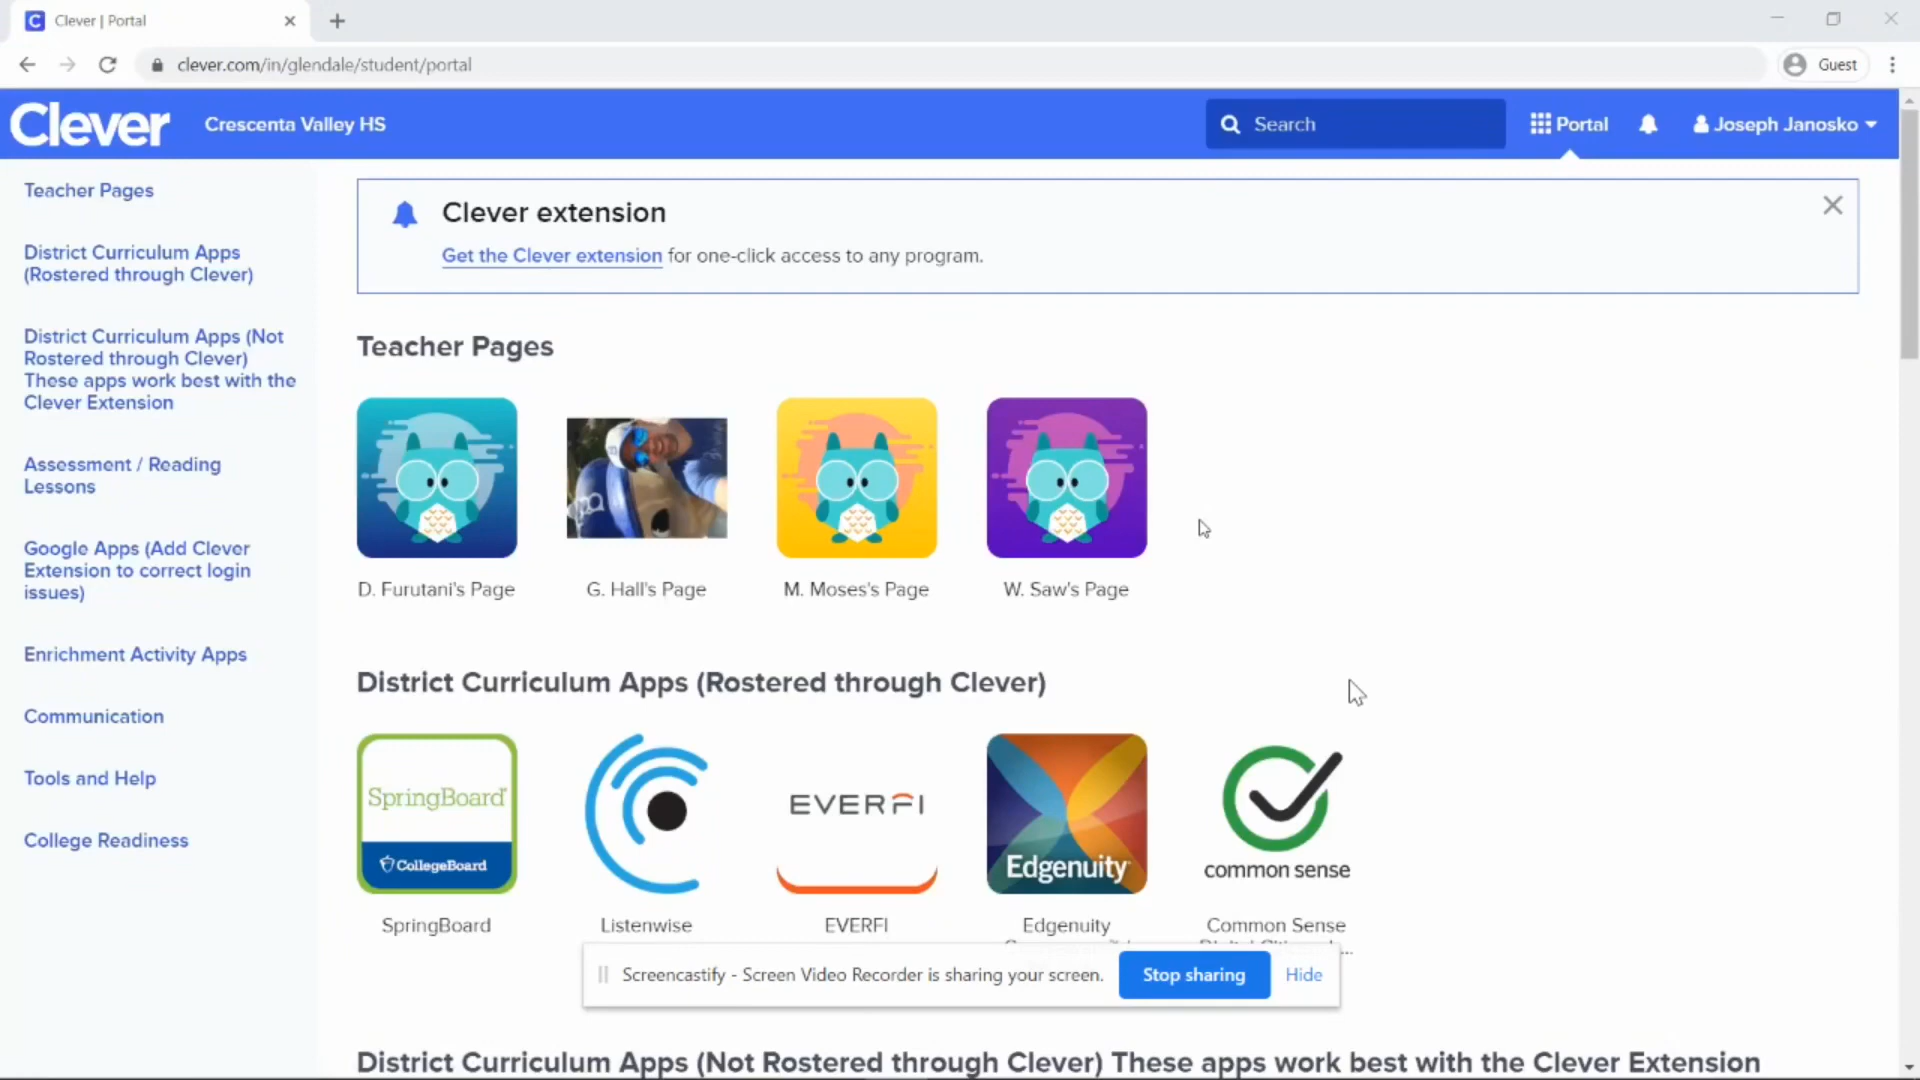 Clever | Portal
clever.com/in/glendale/student/portal
Guest
Clever
Crescenta Valley HS
Search
Portal
Joseph Janosko
Teacher Pages
District Curriculum Apps
(Rostered through Clever)
District Curriculum Apps (Not
Rostered through Clever)
These apps work best with the
Clever Extension
Assessment / Reading
Lessons
Google Apps (Add Clever
Extension to correct login
issues)
Enrichment Activity Apps
Communication
Tools and Help
College Readiness
Clever extension
Get the Clever extension for one-click access to any program.
Teacher Pages
D. Furutani's Page
G. Hall's Page
M. Moses's Page
W. Saw's Page
District Curriculum Apps (Rostered through Clever)
SpringBoard
CollegeBoard
EVERFI
Edgenuity
common sense
SpringBoard
Listenwise
EVERFI
Edgenuity
Common Sense
Screencastify - Screen Video Recorder is sharing your screen.
Stop sharing
Hide
District Curriculum Apps (Not Rostered through Clever) These apps work best with the Clever Extension